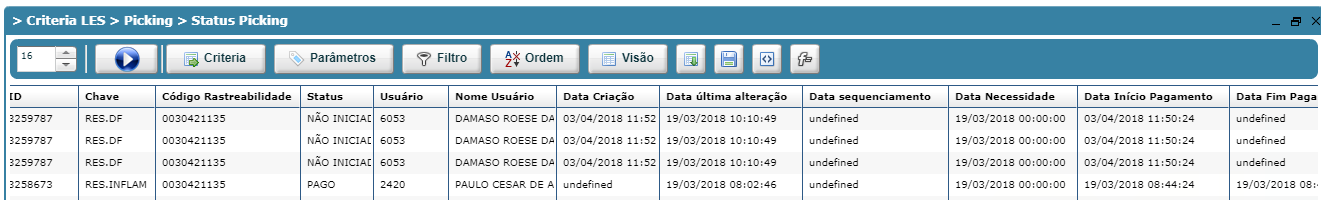 > Criteria LES > Picking > Status Picking
16 Criteria Parâmetros Filtro Ordem Visão
ID Chave Código Rastreabilidade Status Usuário Nome Usuário Data Criação Data última alteração Data sequenciamento Data Necessidade Data Início Pagamento Data Fim Paga
3259787 RES.DF 0030421135 NÃO INICIAD 6053 DAMASO ROESE DA 03/04/2018 11:52 19/03/2018 10:10:49 undefined 19/03/2018 00:00:00 03/04/2018 11:50:24 undefined
3259787 RES.DF 0030421135 NÃO INICIAD 6053 DAMASO ROESE DA 03/04/2018 11:52 19/03/2018 10:10:49 undefined 19/03/2018 00:00:00 03/04/2018 11:50:24 undefined
3259787 RES.DF 0030421135 NÃO INICIAD 6053 DAMASO ROESE DA 03/04/2018 11:52 19/03/2018 10:10:49 undefined 19/03/2018 00:00:00 03/04/2018 11:50:24 undefined
3258673 RES.INFLAM 0030421135 PAGO 2420 PAULO CESAR DE A undefined 19/03/2018 08:02:46 undefined 19/03/2018 00:00:00 19/03/2018 08:44:24 19/03/2018 08: